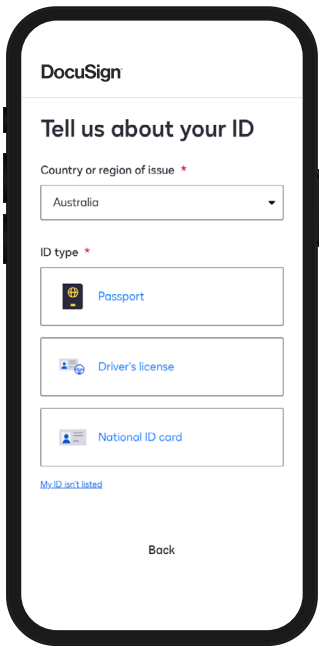 DocuSign
Tell us about your ID
Country or region of issue *
Australia
ID type *
Passport
Driver's license
National ID card
My ID isn't listed
Back